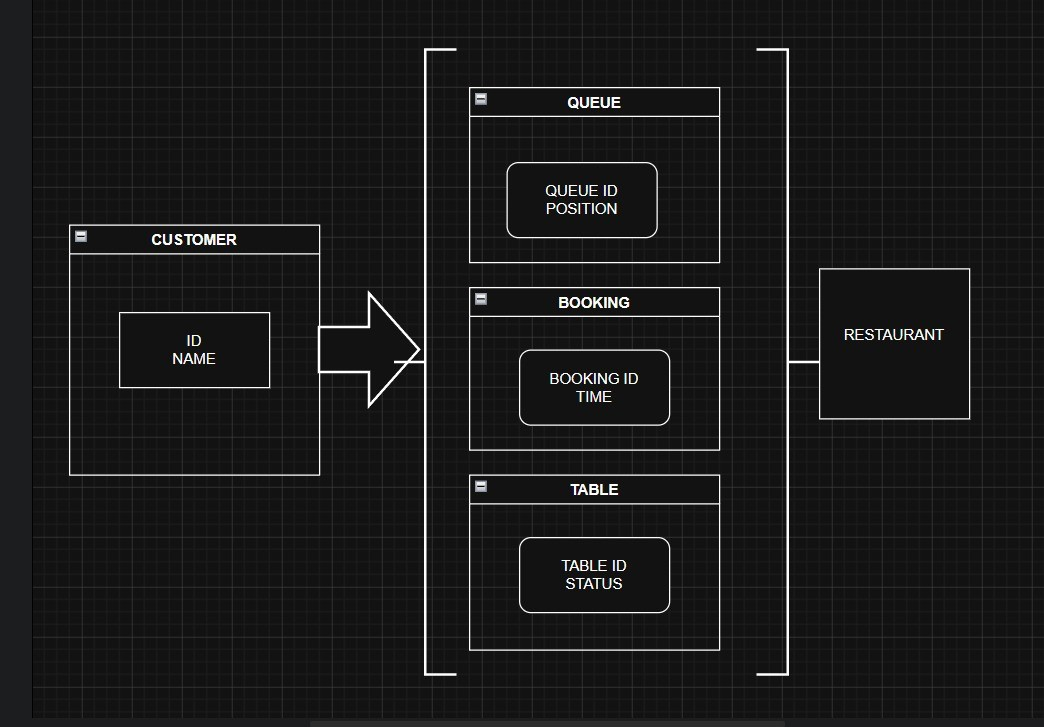 CUSTOMER
ID
NAME
QUEUE
QUEUE ID
POSITION
BOOKING
BOOKING ID
TIME
TABLE
TABLE ID
STATUS
RESTAURANT